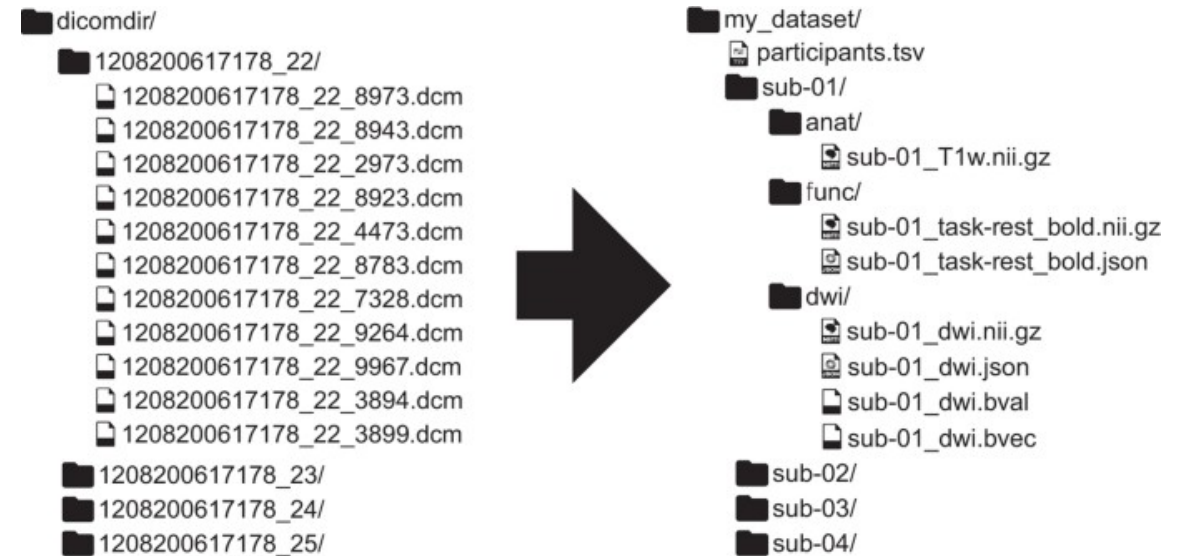 dicomdir/
1208200617178_22/
1208200617178_22_8973.dcm
1208200617178_22_8943.dcm
1208200617178_22_2973.dcm
1208200617178_22_8923.dcm
1208200617178_22_4473.dcm
1208200617178_22_8783.dcm
1208200617178_22_7328.dcm
1208200617178_22_9264.dcm
1208200617178_22_9967.dcm
1208200617178_22_3894.dcm
1208200617178_22_3899.dcm
1208200617178_23/
1208200617178_24/
1208200617178_25/
my_dataset/
participants.tsv
sub-01/
anat/
sub-01_T1w.nii.gz
func/
sub-01_task-rest_bold.nii.gz
sub-01_task-rest_bold.json
dwi/
sub-01_dwi.nii.gz
sub-01_dwi.json
sub-01_dwi.bval
sub-01_dwi.bvec
sub-02/
sub-03/
sub-04/